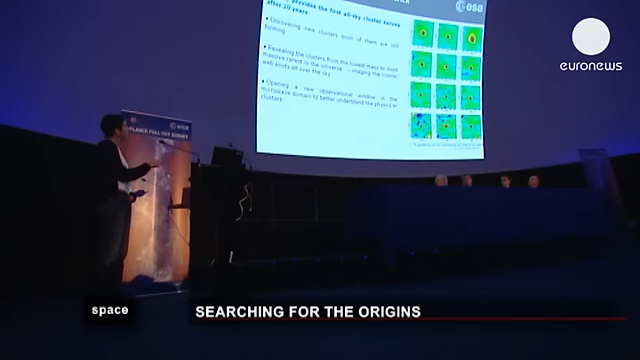 esa
provides the first all-sky cluster survey
after 20 years
• Discovering new clusters most of them are still
forming
• Revealing the clusters from the lowest mass to most
massive rarest in the universe → imaging the cosmic
web knots all over the sky
• Opening a new observational window in the
microwave domain to better understand the physics in
clusters
euronews
esa
PLANCK FULL-SKY SURVEY
space
SEARCHING FOR THE ORIGINS